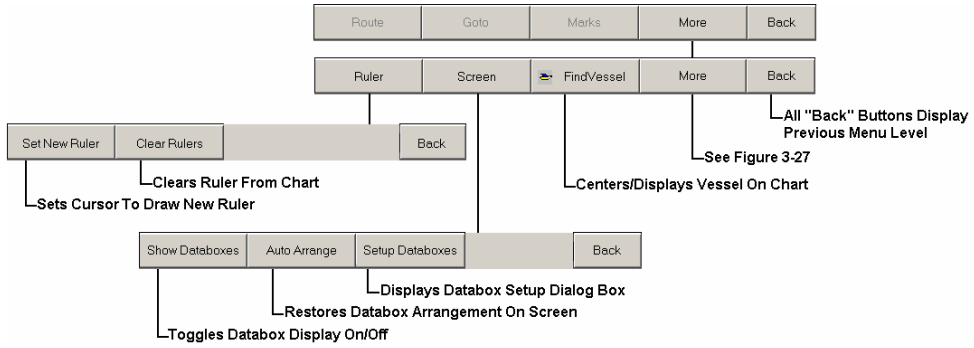 Route Goto Marks More Back
Ruler Screen FindVessel More Back
All "Back" Buttons Display
Previous Menu Level
Set New Ruler Clear Rulers Back
See Figure 3-27
Clears Ruler From Chart
Centers/Displays Vessel On Chart
Sets Cursor To Draw New Ruler
Show Databoxes Auto Arrange Setup Databoxes Back
Displays Databox Setup Dialog Box
Restores Databox Arrangement On Screen
Toggles Databox Display On/Off